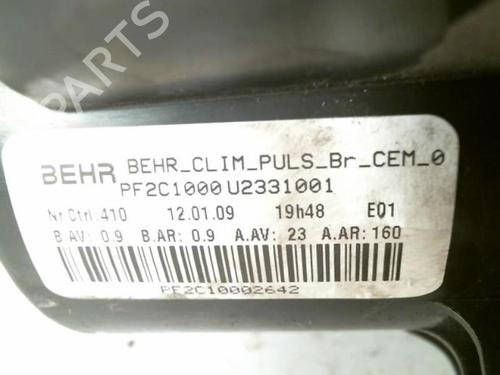 BEHR BEHR_CLIM_PULS_Br_CEM_0
PF2C1000 U2331001
Nr Ctrl:410 12.01.09 19h48 E01
B.AV: 0.9 B.AR: 0.9 A.AV: 23 A.AR: 160
PF2C10002642
B-PARTS